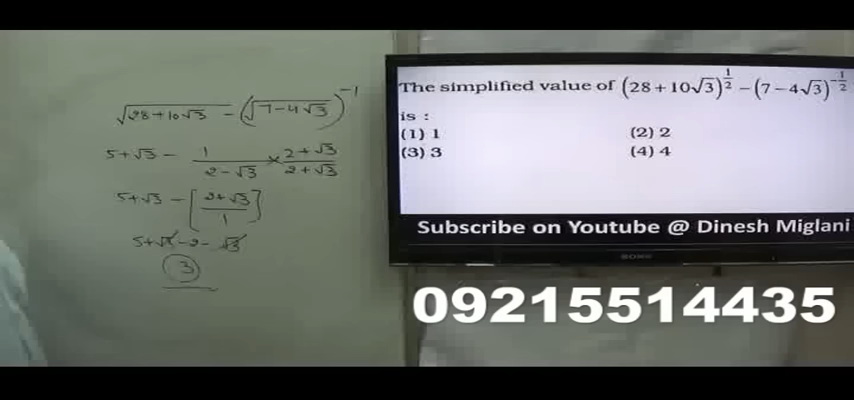 √28+10√3 - (√7-4√3)^-1
5+√3 - 1/(2-√3) × (2+√3)/(2+√3)
5+√3 - [(2+√3)/1]
5+√3-2-√3
3
The simplified value of (28+10√3)^(1/2) − (7−4√3)^(−1/2)
is :
(1) 1 (2) 2
(3) 3 (4) 4
Subscribe on Youtube @ Dinesh Miglani
SONY
09215514435